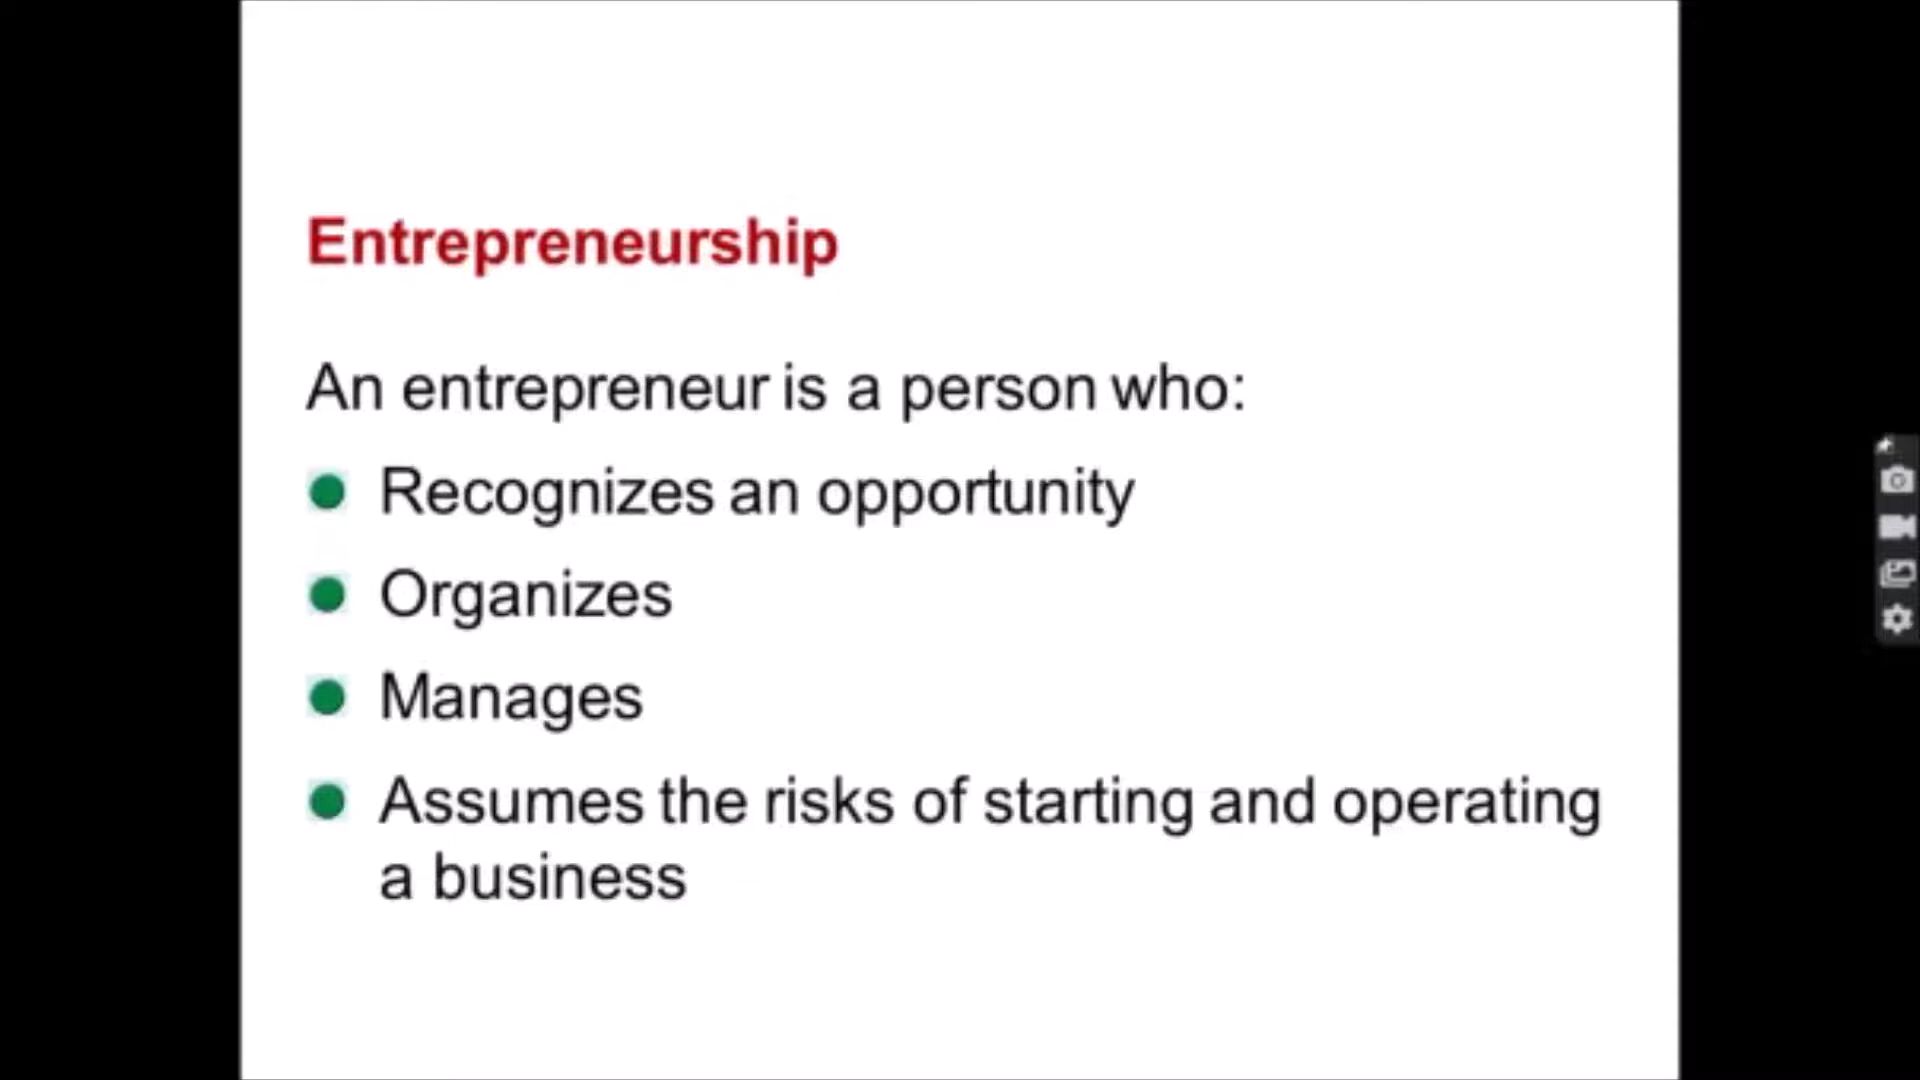 Entrepreneurship
An entrepreneur is a person who:
Recognizes an opportunity
Organizes
Manages
Assumes the risks of starting and operating
a business